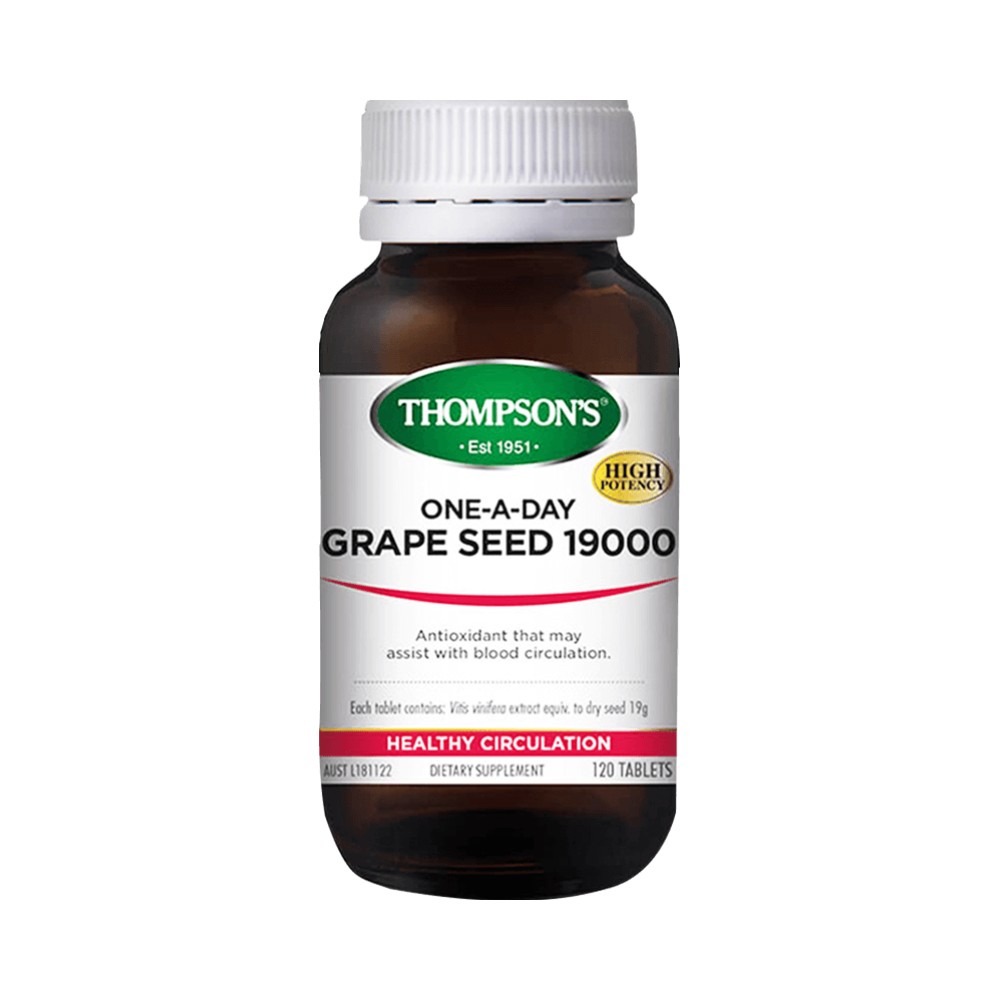 THOMPSON'S
• Est 1951 •
HIGH
POTENCY
ONE-A-DAY
GRAPE SEED 19000
Antioxidant that may
assist with blood circulation.
Each tablet contains: Vitis vinifera extract equiv. to dry seed 19g
HEALTHY CIRCULATION
AUST L181122 DIETARY SUPPLEMENT 120 TABLETS